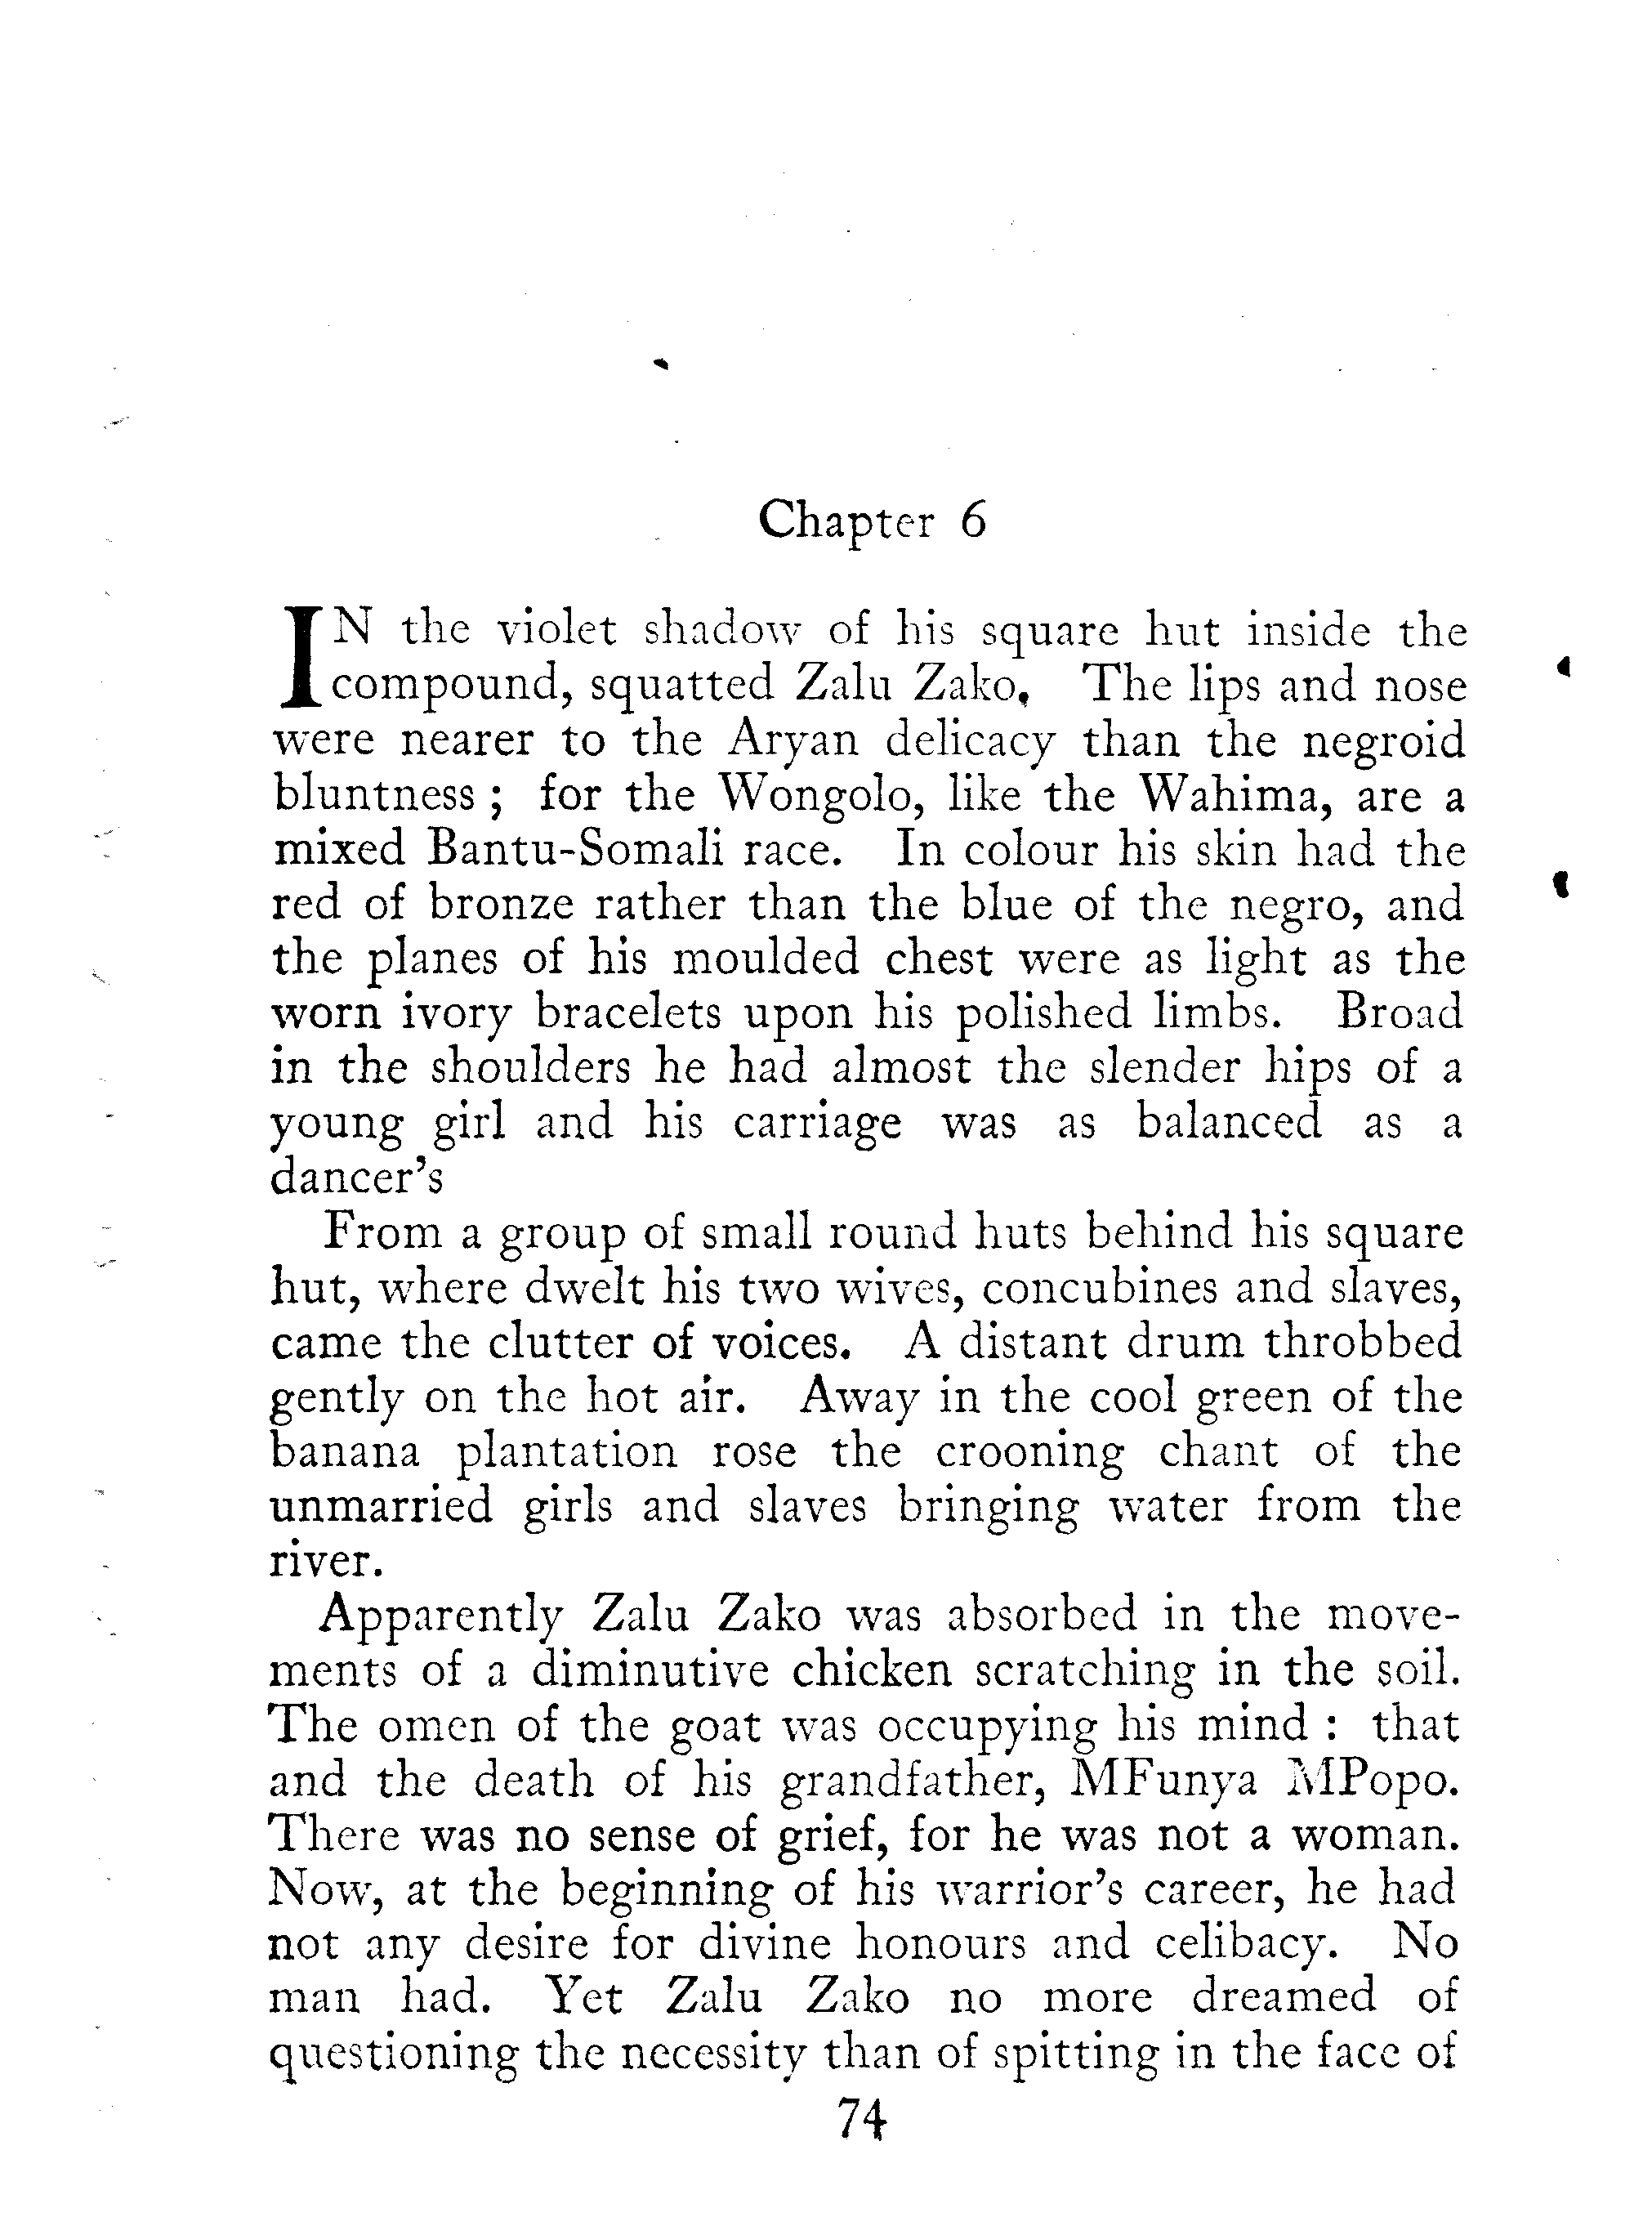 Chapter 6
IN the violet shadow of his square hut inside the
compound, squatted Zalu Zako. The lips and nose
were nearer to the Aryan delicacy than the negroid
bluntness ; for the Wongolo, like the Wahima, are a
mixed Bantu-Somali race. In colour his skin had the
red of bronze rather than the blue of the negro, and
the planes of his moulded chest were as light as the
worn ivory bracelets upon his polished limbs. Broad
in the shoulders he had almost the slender hips of a
young girl and his carriage was as balanced as a
dancer's
From a group of small round huts behind his square
hut, where dwelt his two wives, concubines and slaves,
came the clutter of voices. A distant drum throbbed
gently on the hot air. Away in the cool green of the
banana plantation rose the crooning chant of the
unmarried girls and slaves bringing water from the
river.
Apparently Zalu Zako was absorbed in the move-
ments of a diminutive chicken scratching in the soil.
The omen of the goat was occupying his mind : that
and the death of his grandfather, MFunya MPopo.
There was no sense of grief, for he was not a woman.
Now, at the beginning of his warrior's career, he had
not any desire for divine honours and celibacy. No
man had. Yet Zalu Zako no more dreamed of
questioning the necessity than of spitting in the face of
74